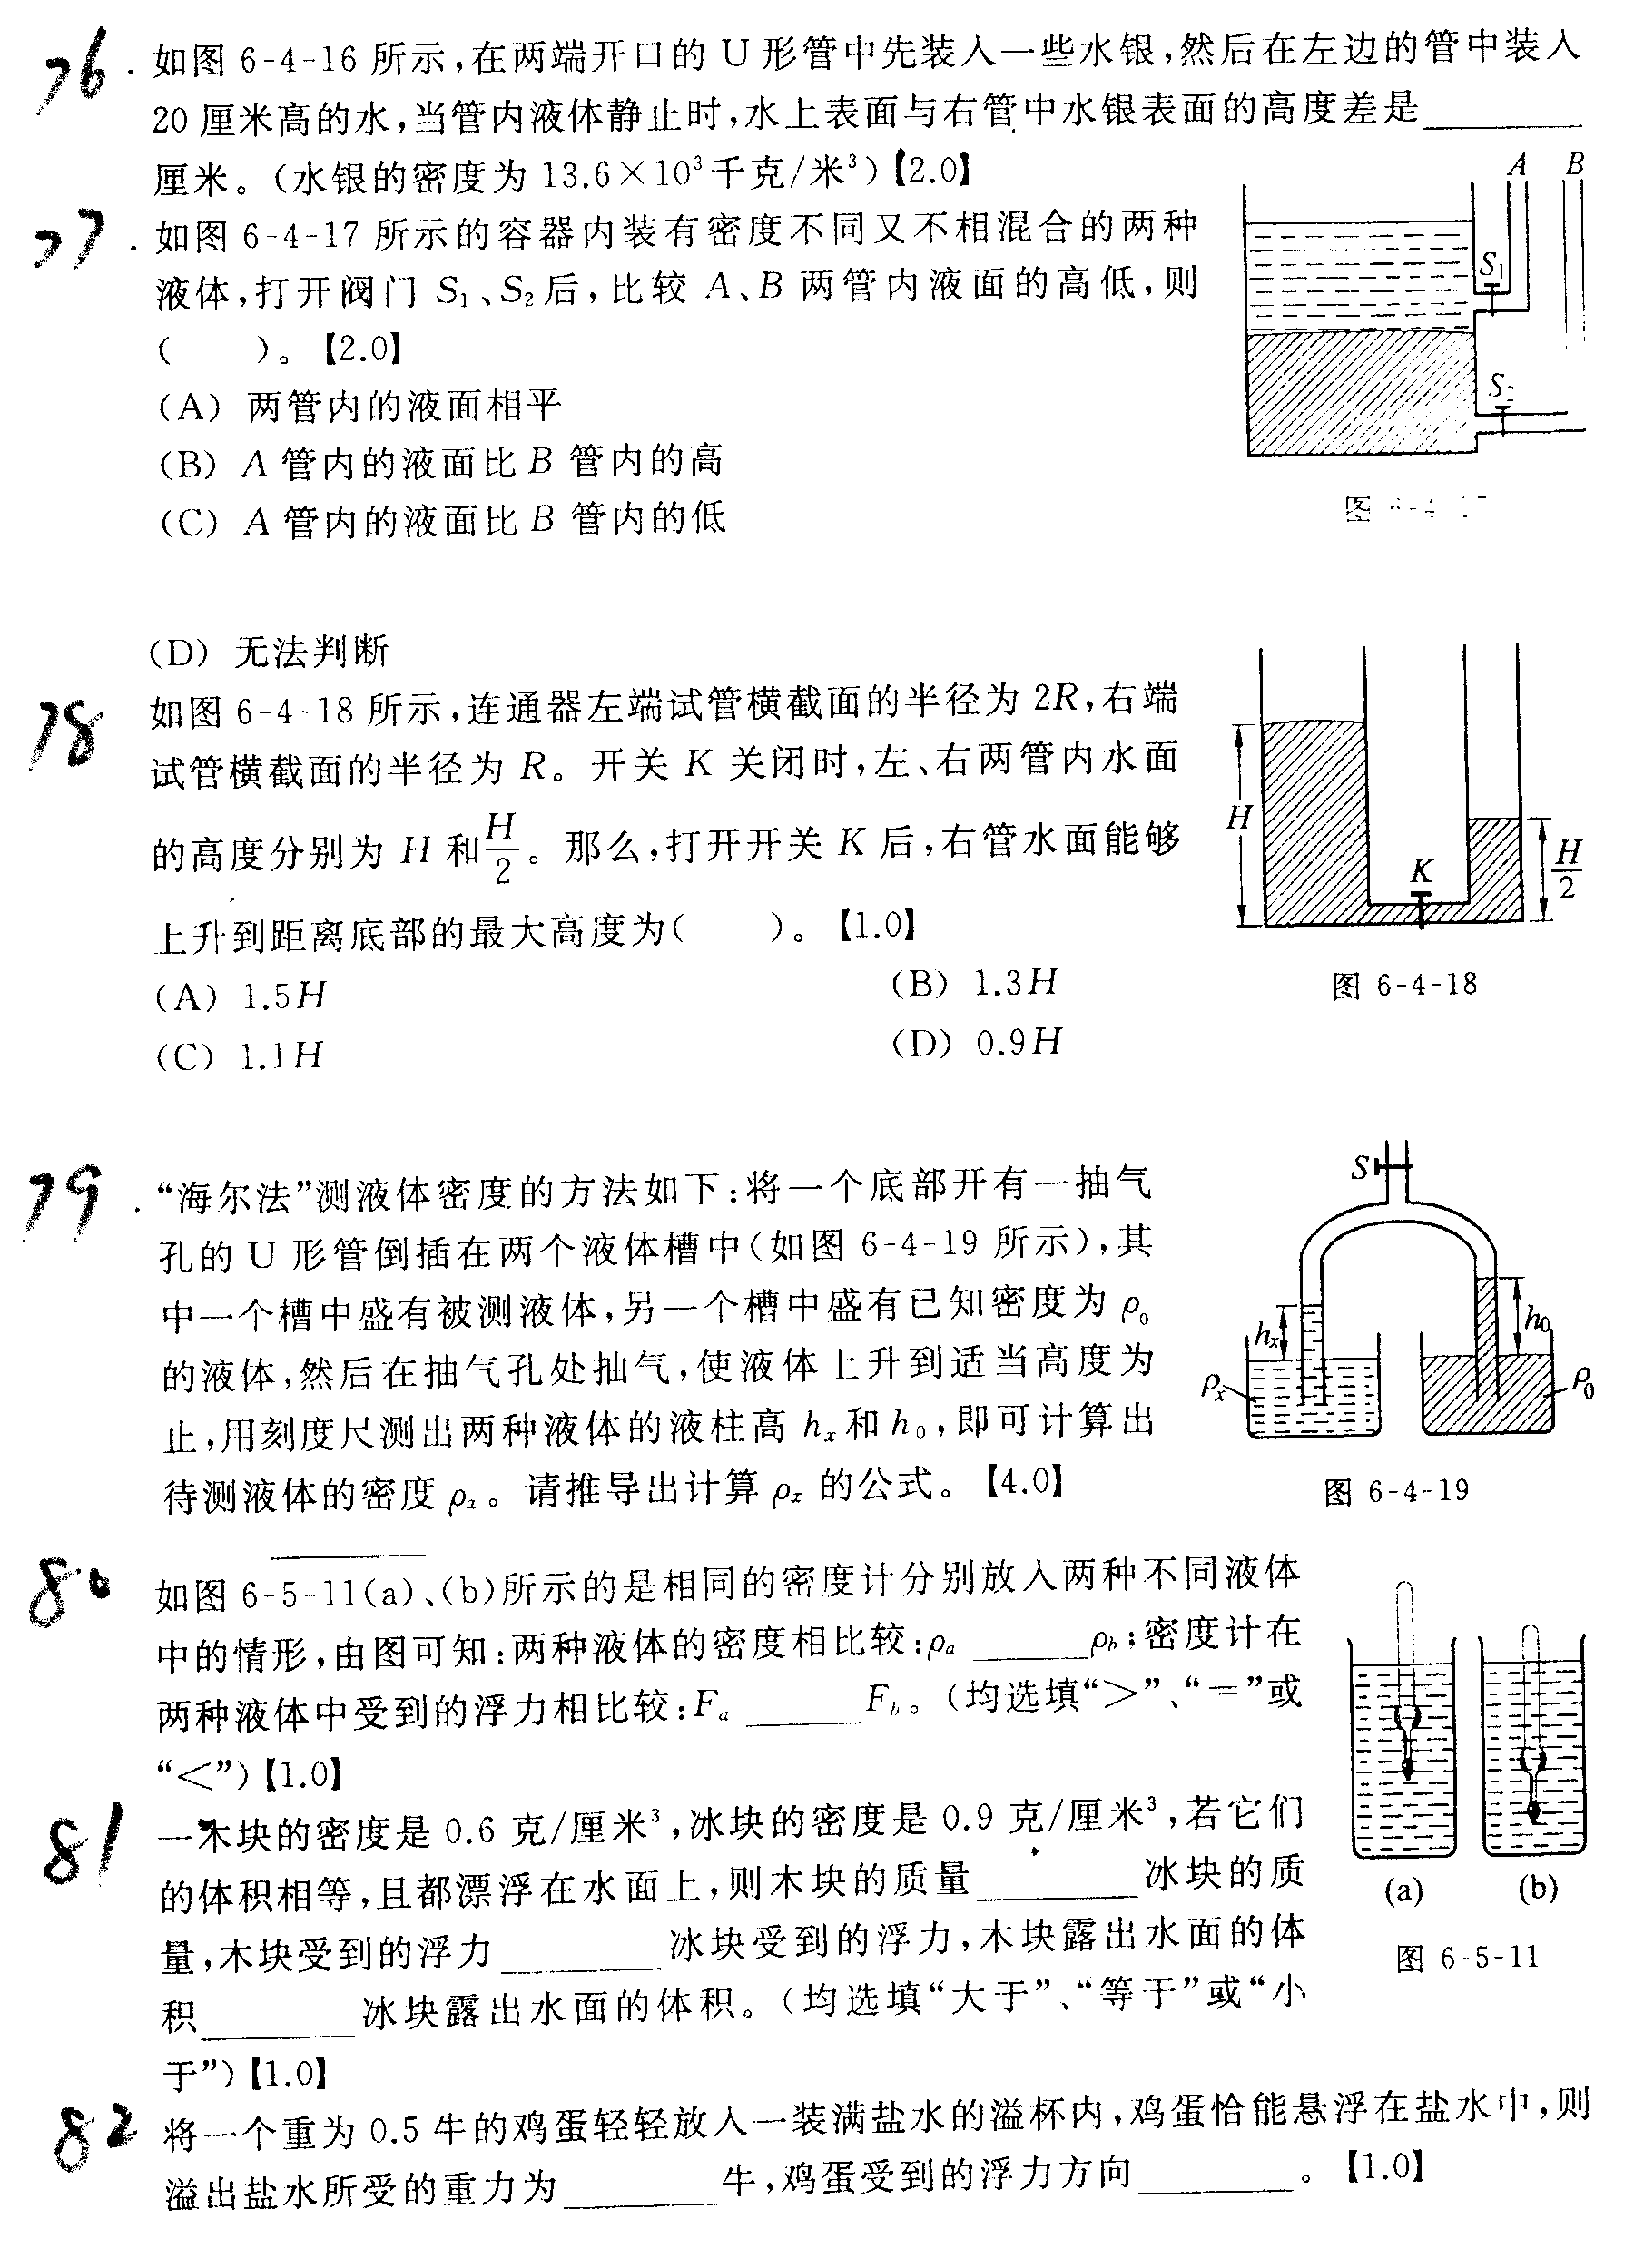 76. 如图 6-4-16 所示,在两端开口的 U 形管中先装入一些水银,然后在左边的管中装入
20 厘米高的水,当管内液体静止时,水上表面与右管中水银表面的高度差是________
厘米。(水银的密度为 13.6×10³千克/米³)【2.0】
A B
77. 如图 6-4-17 所示的容器内装有密度不同又不相混合的两种
液体,打开阀门 S₁、S₂后,比较 A、B 两管内液面的高低,则
(  )。【2.0】
(A) 两管内的液面相平
(B) A 管内的液面比 B 管内的高
(C) A 管内的液面比 B 管内的低
S₁
S₂
图
(D) 无法判断
78 如图 6-4-18 所示,连通器左端试管横截面的半径为 2R,右端
试管横截面的半径为 R。开关 K 关闭时,左、右两管内水面
的高度分别为 H 和H/2。那么,打开开关 K 后,右管水面能够
上升到距离底部的最大高度为(  )。【1.0】
(A) 1.5H (B) 1.3H
(C) 1.1H (D) 0.9H
H
K
H/2
图 6-4-18
79. “海尔法”测液体密度的方法如下:将一个底部开有一抽气
孔的 U 形管倒插在两个液体槽中(如图 6-4-19 所示),其
中一个槽中盛有被测液体,另一个槽中盛有已知密度为 ρ₀
的液体,然后在抽气孔处抽气,使液体上升到适当高度为
止,用刻度尺测出两种液体的液柱高 hₓ和 h₀,即可计算出
待测液体的密度 ρₓ。请推导出计算 ρₓ 的公式。【4.0】
S
hₓ
h₀
ρₓ
ρ₀
图 6-4-19
80 如图 6-5-11(a)、(b)所示的是相同的密度计分别放入两种不同液体
中的情形,由图可知:两种液体的密度相比较:ρa ______ρb;密度计在
两种液体中受到的浮力相比较:Fa ______Fb。(均选填“>”、“=”或
“<”)【1.0】
81 一木块的密度是 0.6 克/厘米³,冰块的密度是 0.9 克/厘米³,若它们
的体积相等,且都漂浮在水面上,则木块的质量________冰块的质
量,木块受到的浮力________冰块受到的浮力,木块露出水面的体
积________冰块露出水面的体积。(均选填“大于”、“等于”或“小
于”)【1.0】
(a) (b)
图 6-5-11
82 将一个重为 0.5 牛的鸡蛋轻轻放入一装满盐水的溢杯内,鸡蛋恰能悬浮在盐水中,则
溢出盐水所受的重力为________牛,鸡蛋受到的浮力方向________。【1.0】